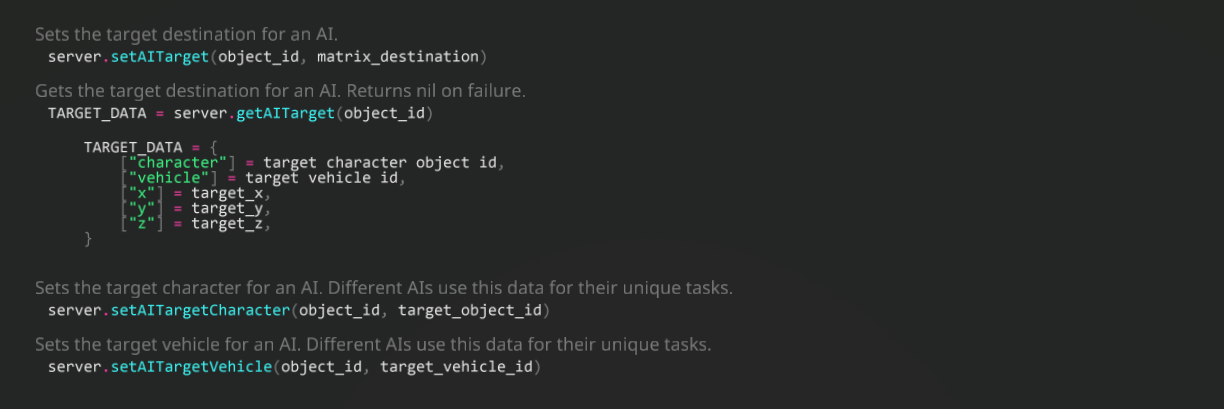 Sets the target destination for an AI.
server.setAITarget(object_id, matrix_destination)
Gets the target destination for an AI. Returns nil on failure.
TARGET_DATA = server.getAITarget(object_id)
TARGET_DATA = {
["character"] = target character object id,
["vehicle"] = target vehicle id,
["x"] = target_x,
["y"] = target_y,
["z"] = target_z,
}
Sets the target character for an AI. Different AIs use this data for their unique tasks.
server.setAITargetCharacter(object_id, target_object_id)
Sets the target vehicle for an AI. Different AIs use this data for their unique tasks.
server.setAITargetVehicle(object_id, target_vehicle_id)